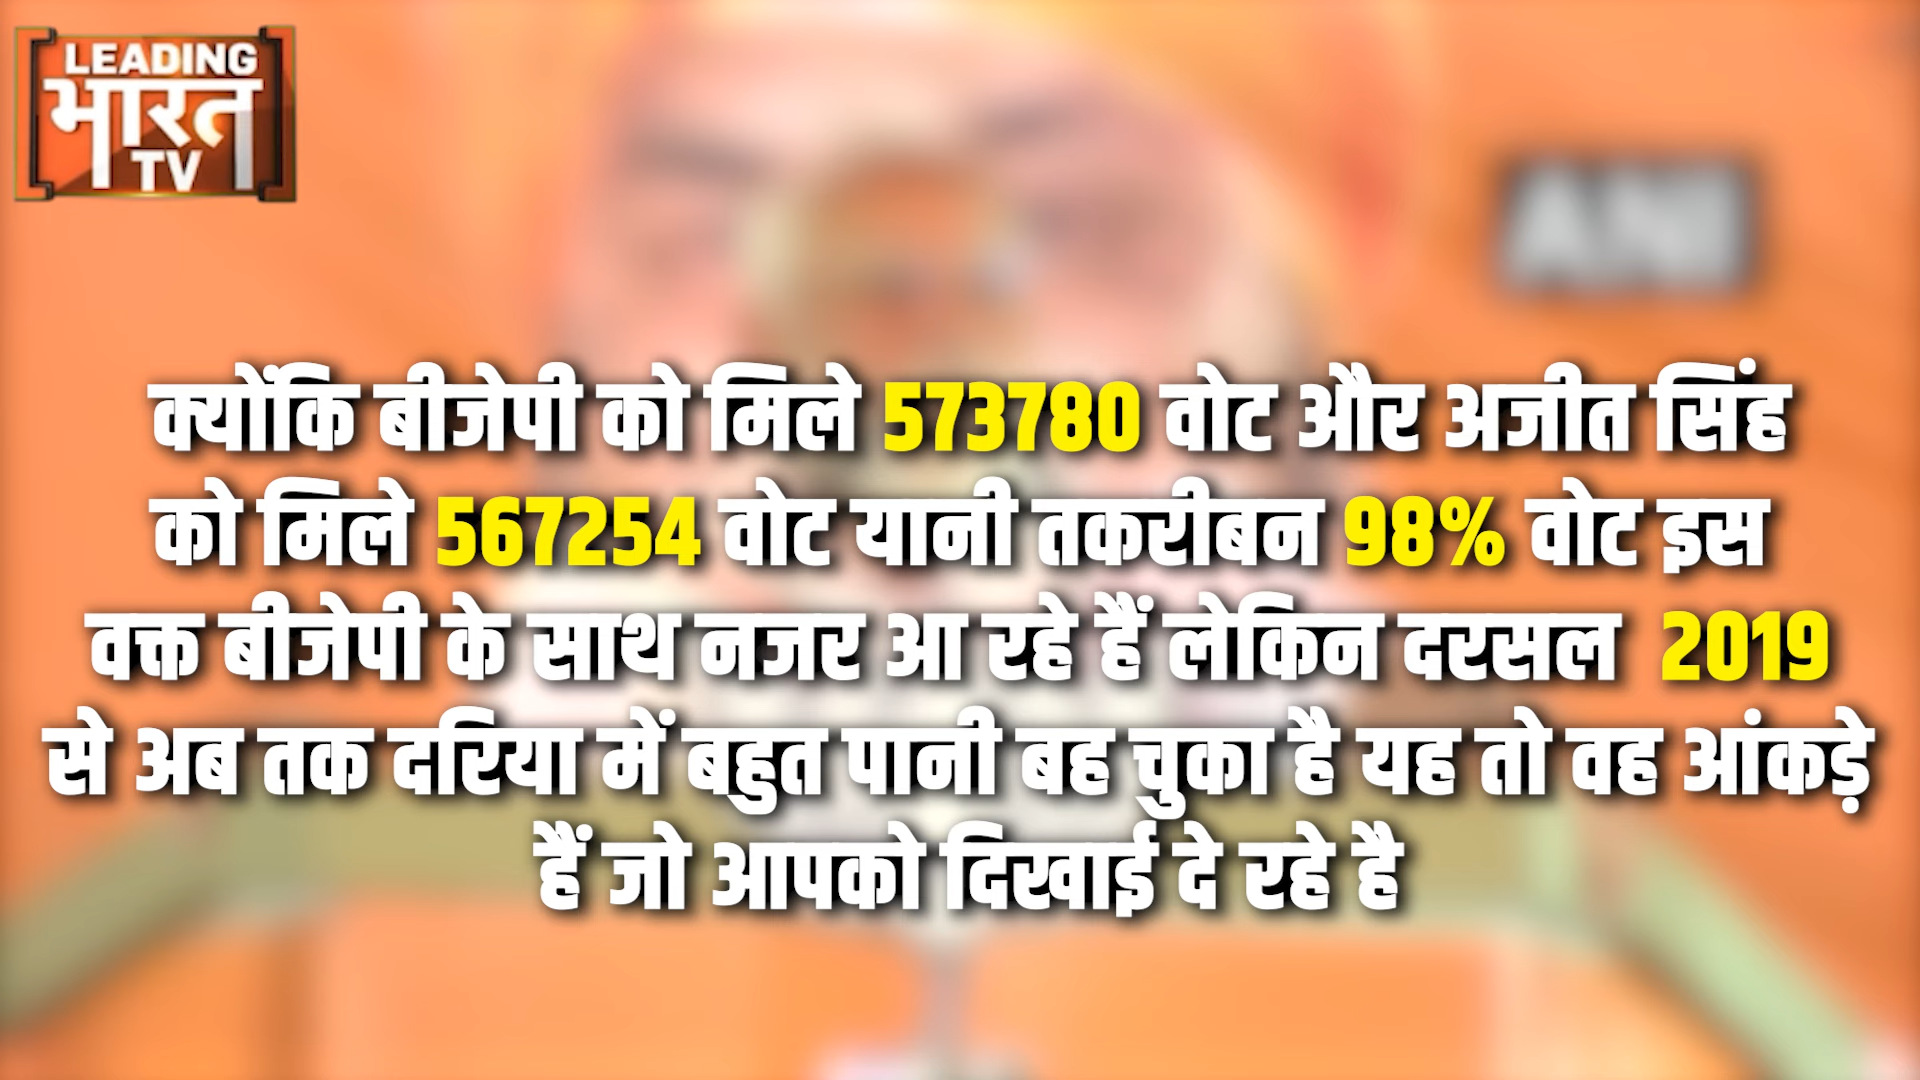 LEADING
भारत
TV
ANI
क्योंकि बीजेपी को मिले 573780 वोट और अजीत सिंह
को मिले 567254 वोट यानी तकरीबन 98% वोट इस
वक्त बीजेपी के साथ नजर आ रहे हैं लेकिन दरसल 2019
से अब तक दरिया में बहुत पानी बह चुका है यह तो वह आंकड़े
हैं जो आपको दिखाई दे रहे है